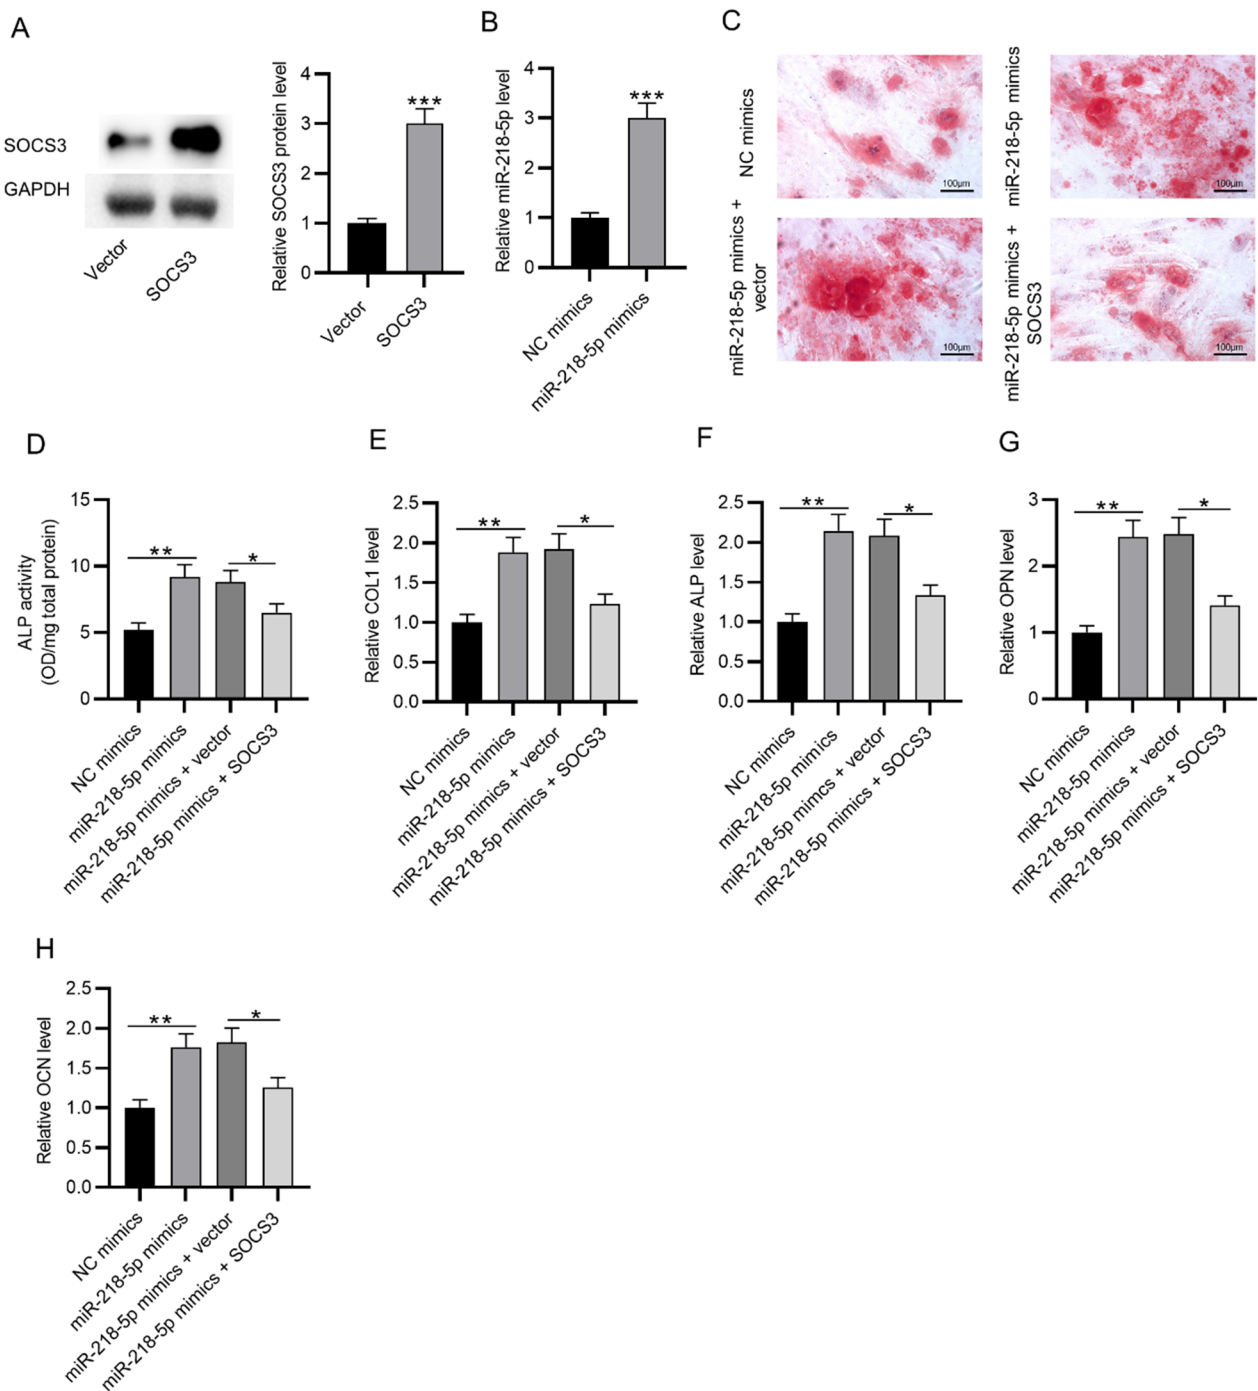 A
SOCS3
GAPDH
Vector
SOCS3
Relative SOCS3 protein level
4
3
2
1
0
***
Vector
SOCS3
B
Relative miR-218-5p level
4
3
2
1
0
***
NC mimics
miR-218-5p mimics
C
NC mimics
100μm
miR-218-5p mimics
100μm
miR-218-5p mimics +
vector
100μm
miR-218-5p mimics +
SOCS3
100μm
D
ALP activity
(OD/mg total protein)
15
10
5
0
**
*
NC mimics
miR-218-5p mimics
miR-218-5p mimics + vector
miR-218-5p mimics + SOCS3
E
Relative COL1 level
2.5
2.0
1.5
1.0
0.5
0.0
**
*
NC mimics
miR-218-5p mimics
miR-218-5p mimics + vector
miR-218-5p mimics + SOCS3
F
Relative ALP level
2.5
2.0
1.5
1.0
0.5
0.0
**
*
NC mimics
miR-218-5p mimics
miR-218-5p mimics + vector
miR-218-5p mimics + SOCS3
G
Relative OPN level
3
2
1
0
**
*
NC mimics
miR-218-5p mimics
miR-218-5p mimics + vector
miR-218-5p mimics + SOCS3
H
Relative OCN level
2.5
2.0
1.5
1.0
0.5
0.0
**
*
NC mimics
miR-218-5p mimics
miR-218-5p mimics + vector
miR-218-5p mimics + SOCS3